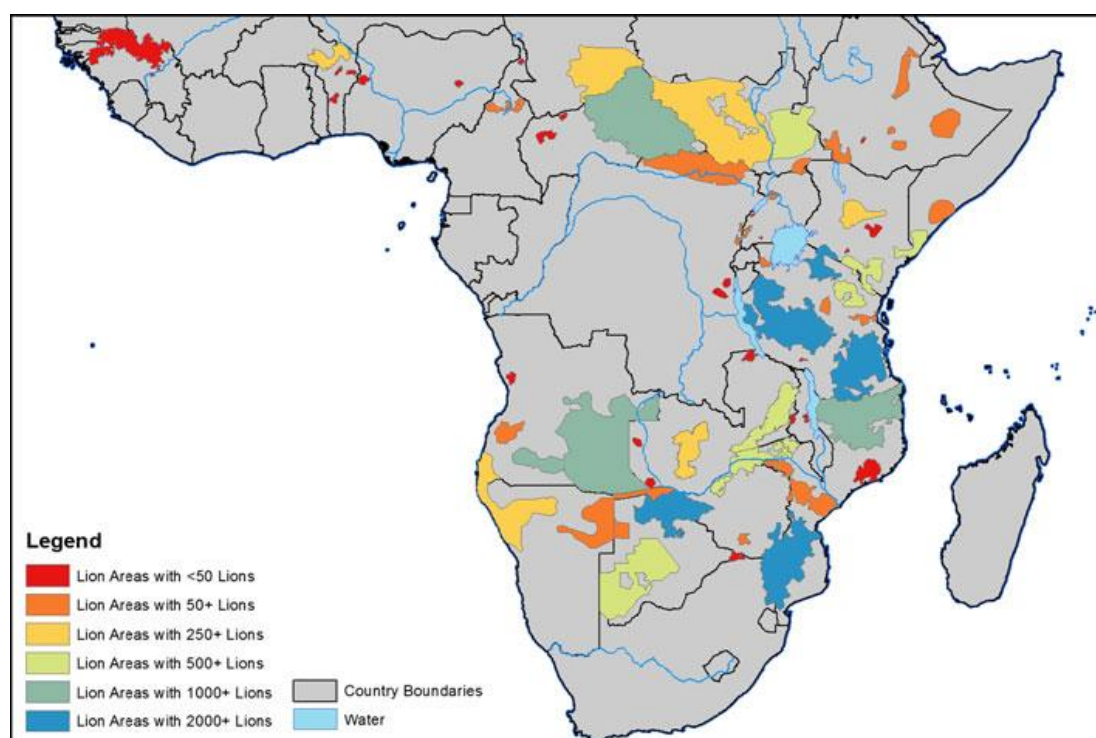 Legend
Lion Areas with <50 Lions
Lion Areas with 50+ Lions
Lion Areas with 250+ Lions
Lion Areas with 500+ Lions
Lion Areas with 1000+ Lions
Lion Areas with 2000+ Lions
Country Boundaries
Water